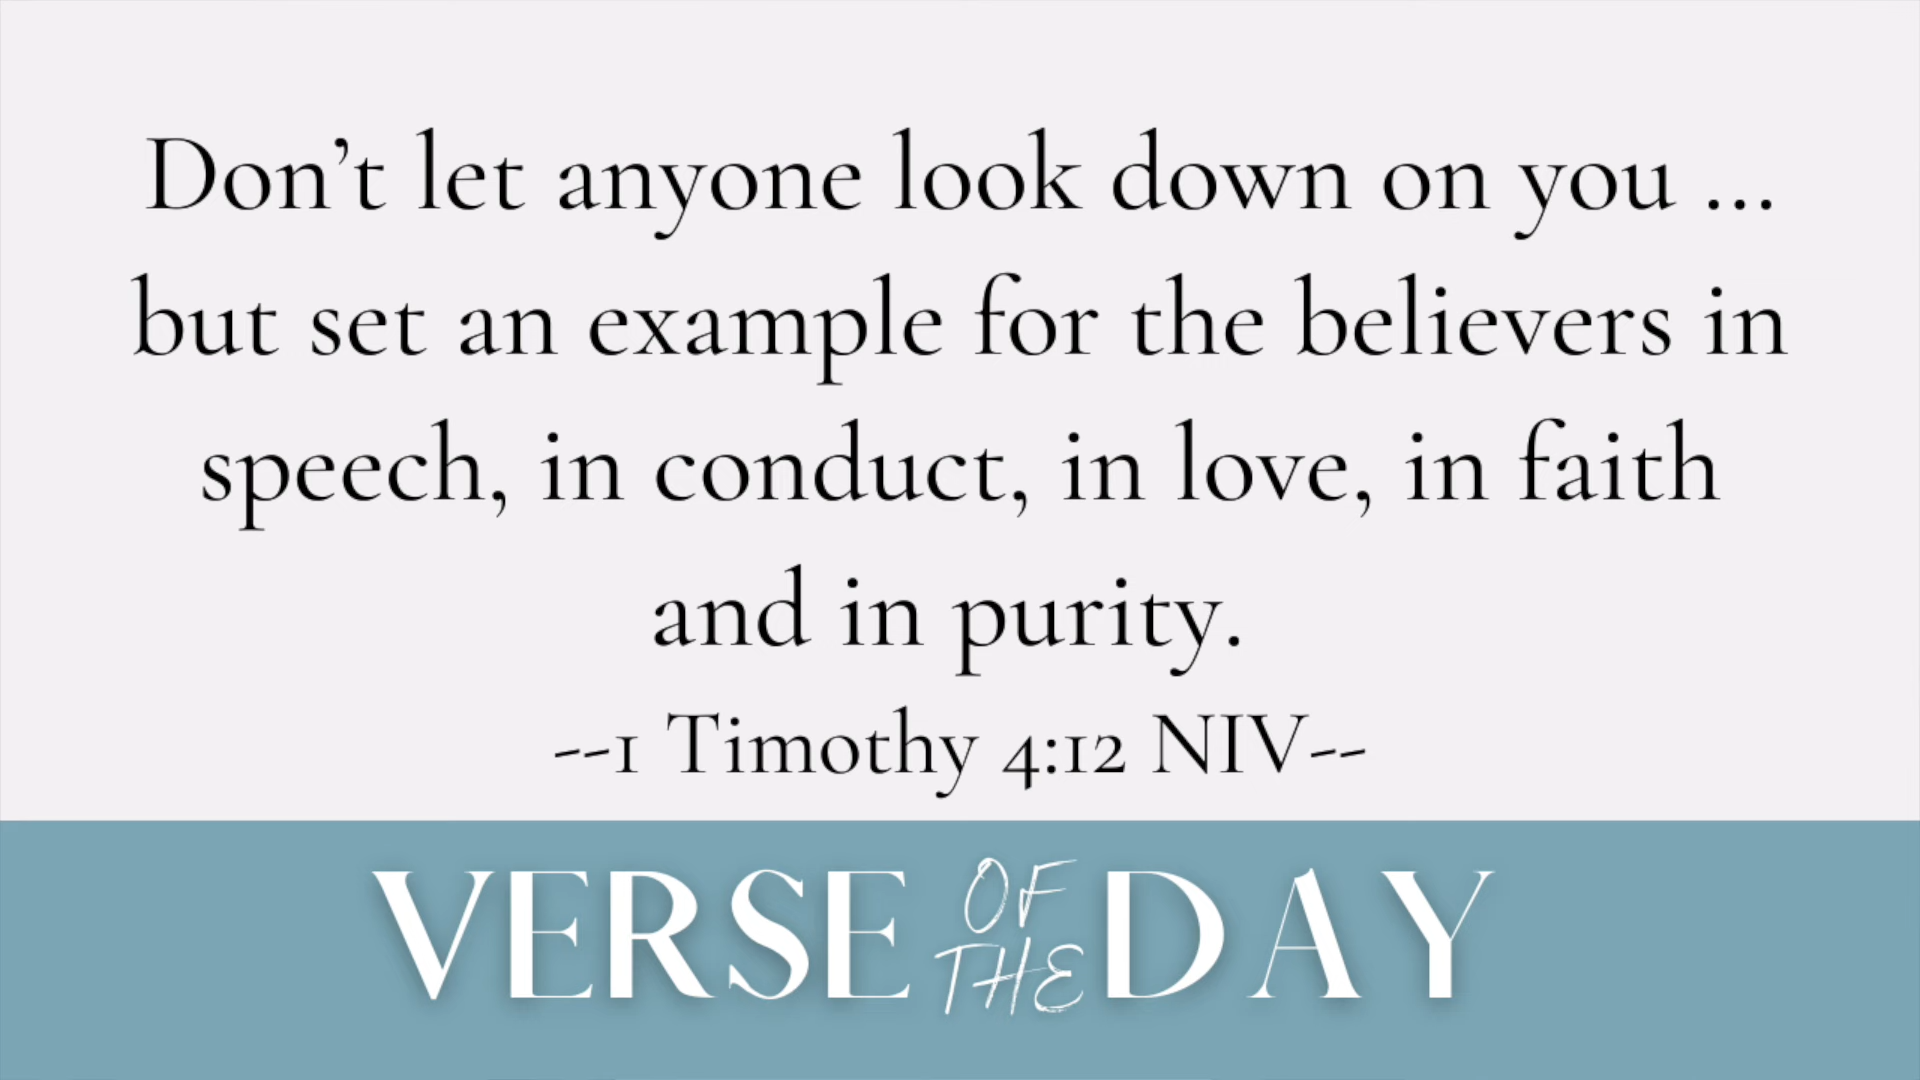 Don’t let anyone look down on you ...
but set an example for the believers in
speech, in conduct, in love, in faith
and in purity.
--1 Timothy 4:12 NIV--
VERSE OF THE DAY